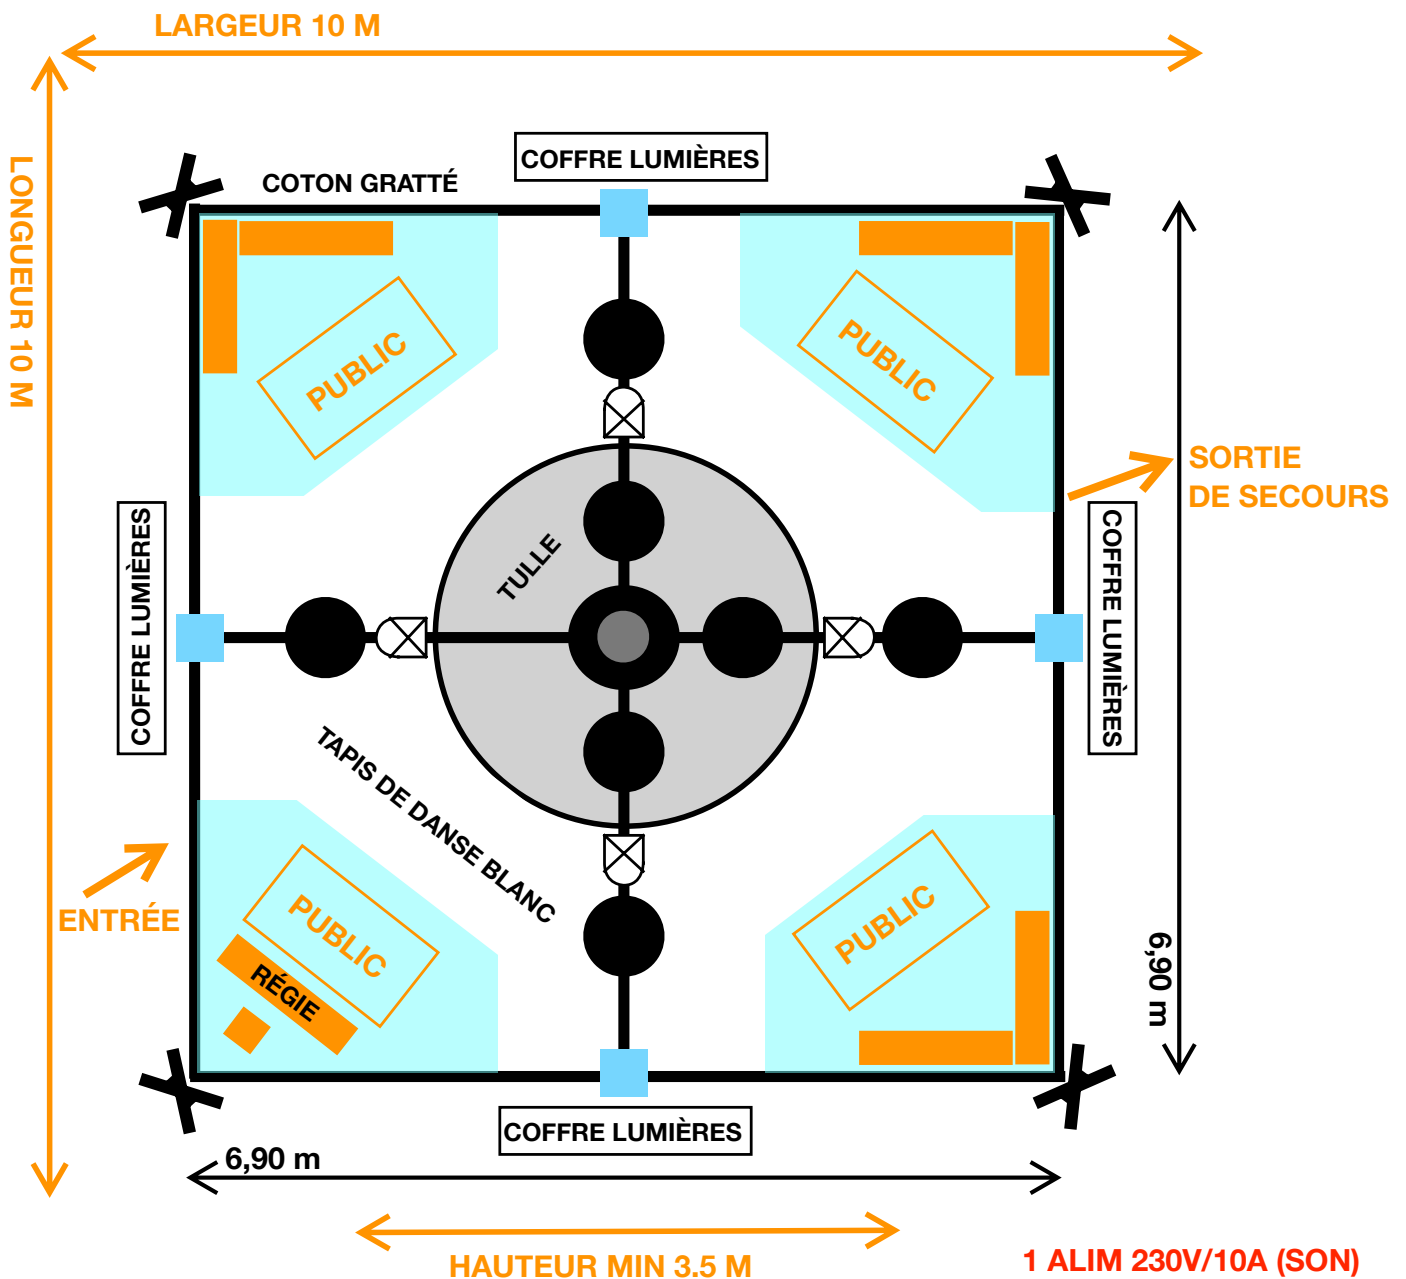 LARGEUR 10 M
LONGUEUR 10 M
COFFRE LUMIÈRES
COTON GRATTÉ
PUBLIC
PUBLIC
SORTIE
DE SECOURS
COFFRE LUMIÈRES
TULLE
COFFRE LUMIÈRES
TAPIS DE DANSE BLANC
ENTRÉE
PUBLIC
RÉGIE
PUBLIC
6,90 m
COFFRE LUMIÈRES
6,90 m
HAUTEUR MIN 3.5 M
1 ALIM 230V/10A (SON)